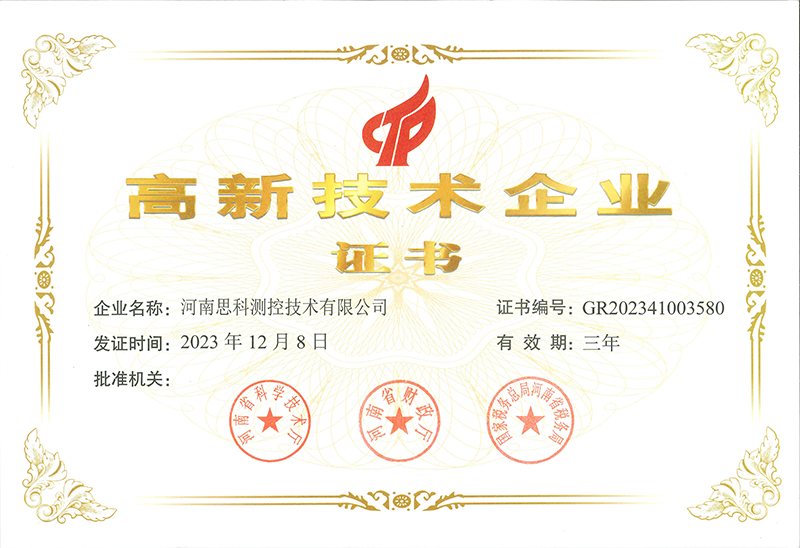 高新技术企业
证书
企业名称：河南思科测控技术有限公司
证书编号：GR202341003580
发证时间：2023 年 12 月 8 日
有 效 期：三年
批准机关：
河南省科学技术厅
河南省财政厅
国家税务总局河南省税务局